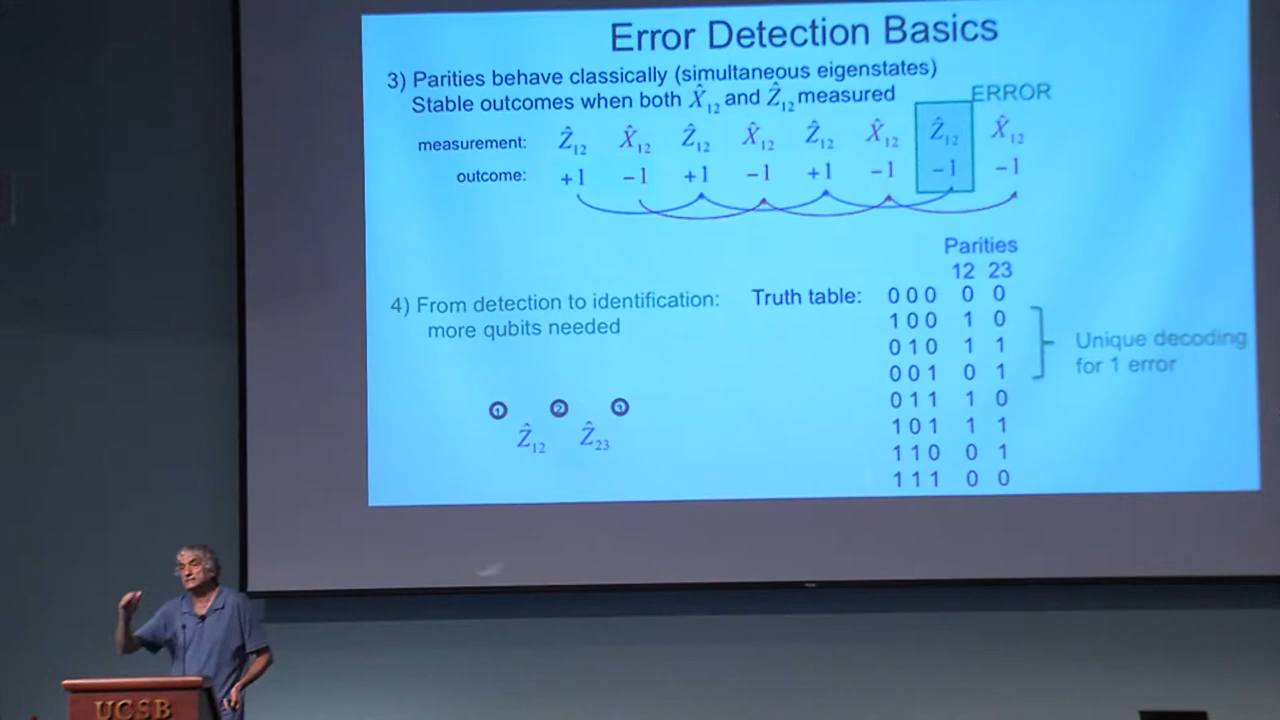 Error Detection Basics
3) Parities behave classically (simultaneous eigenstates)
Stable outcomes when both X̂₁₂ and Ẑ₁₂ measured
ERROR
measurement: Ẑ₁₂ X̂₁₂ Ẑ₁₂ X̂₁₂ Ẑ₁₂ X̂₁₂ Ẑ₁₂ X̂₁₂
outcome: +1 −1 +1 −1 +1 −1 −1 −1
4) From detection to identification:
more qubits needed
1 2 3
Ẑ₁₂ Ẑ₂₃
Parities
12 23
Truth table: 0 0 0 0 0
1 0 0 1 0
0 1 0 1 1
0 0 1 0 1
0 1 1 1 0
1 0 1 1 1
1 1 0 0 1
1 1 1 0 0
Unique decoding
for 1 error
UCSB